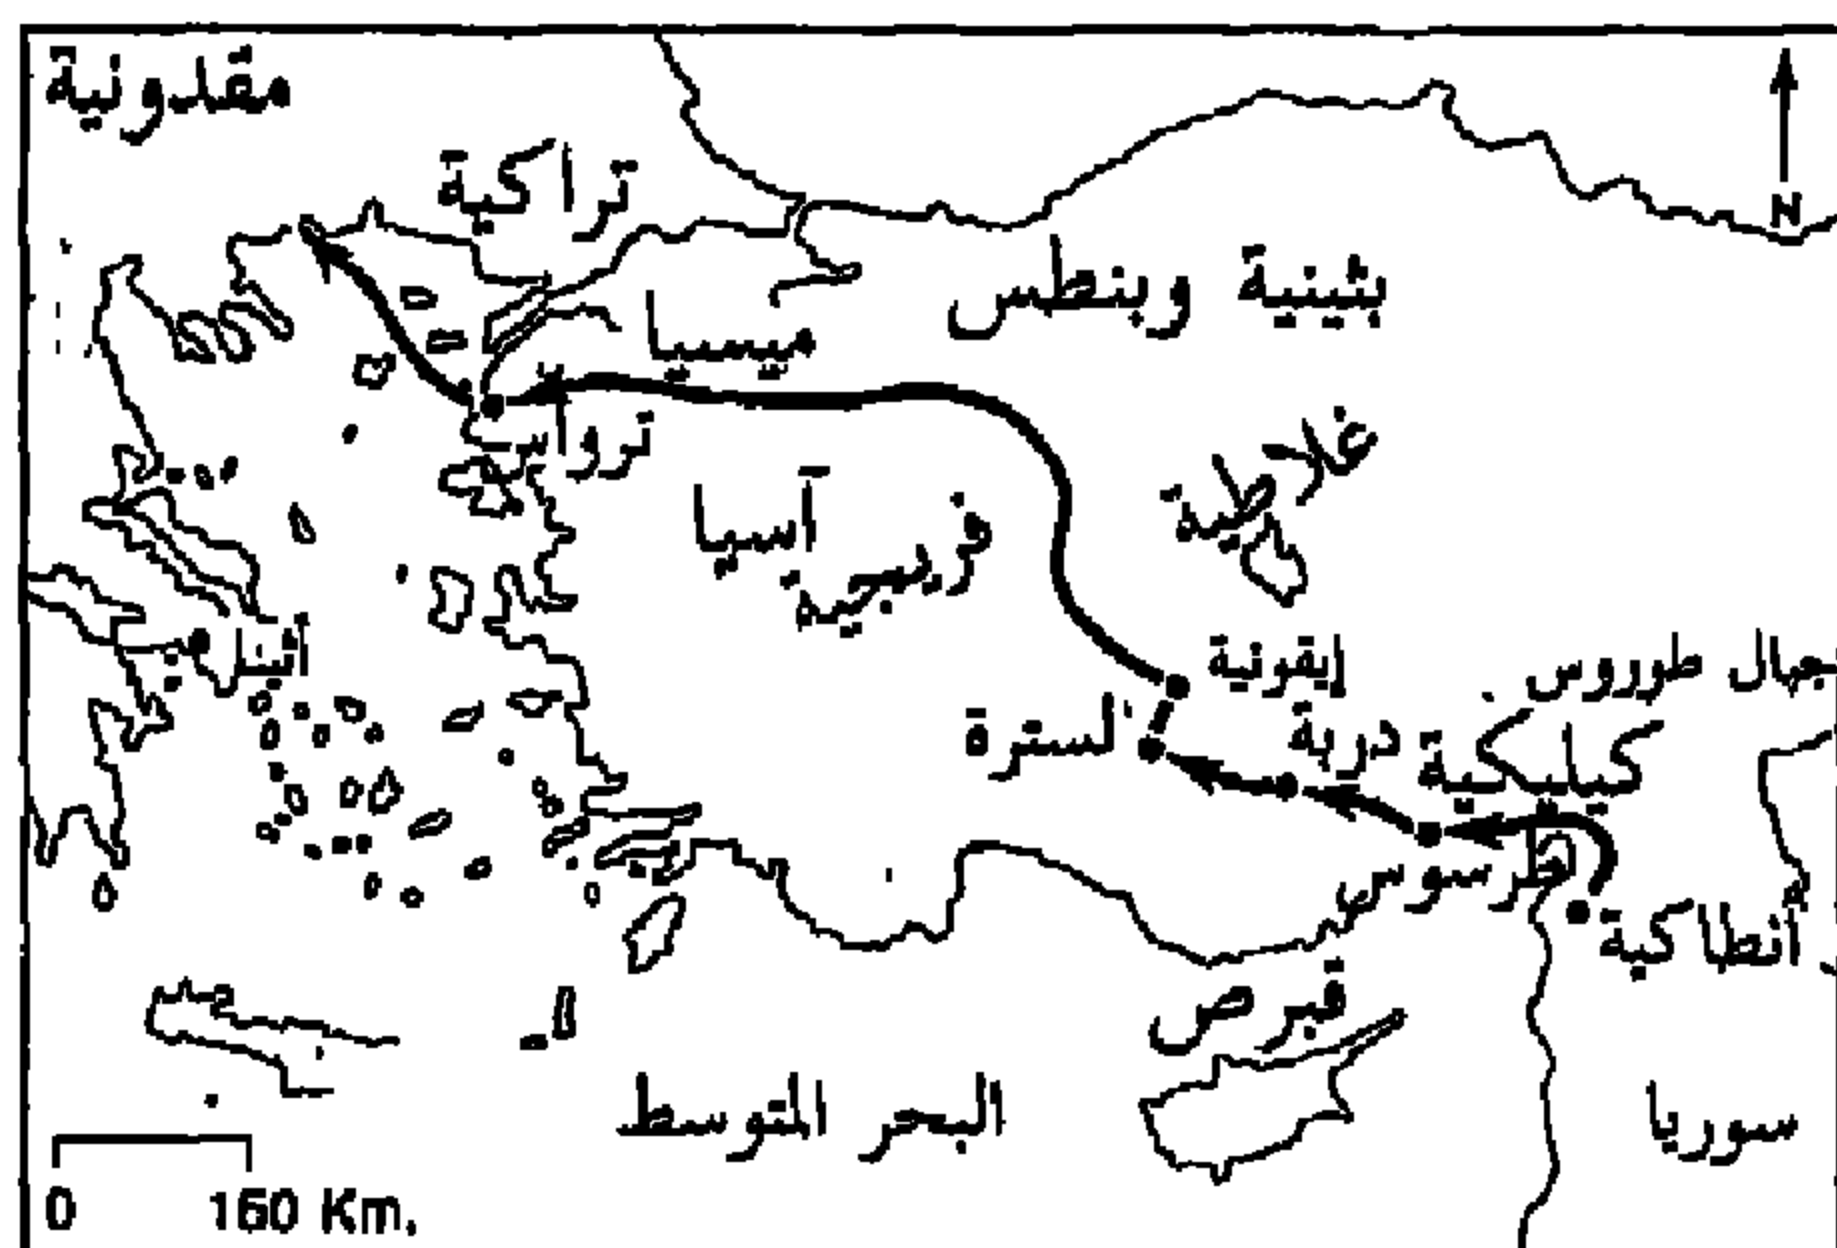 مقدونية
تراكية
N
بثينية وبنطس
ميسيا
ترواس
غلاطية
آسيا
فريجية
أثينا
إيقونية
جبال طوروس
لسترة
دربة
كيليكية
طرسوس
أنطاكية
قبرص
البحر المتوسط
سوريا
0 160 Km.